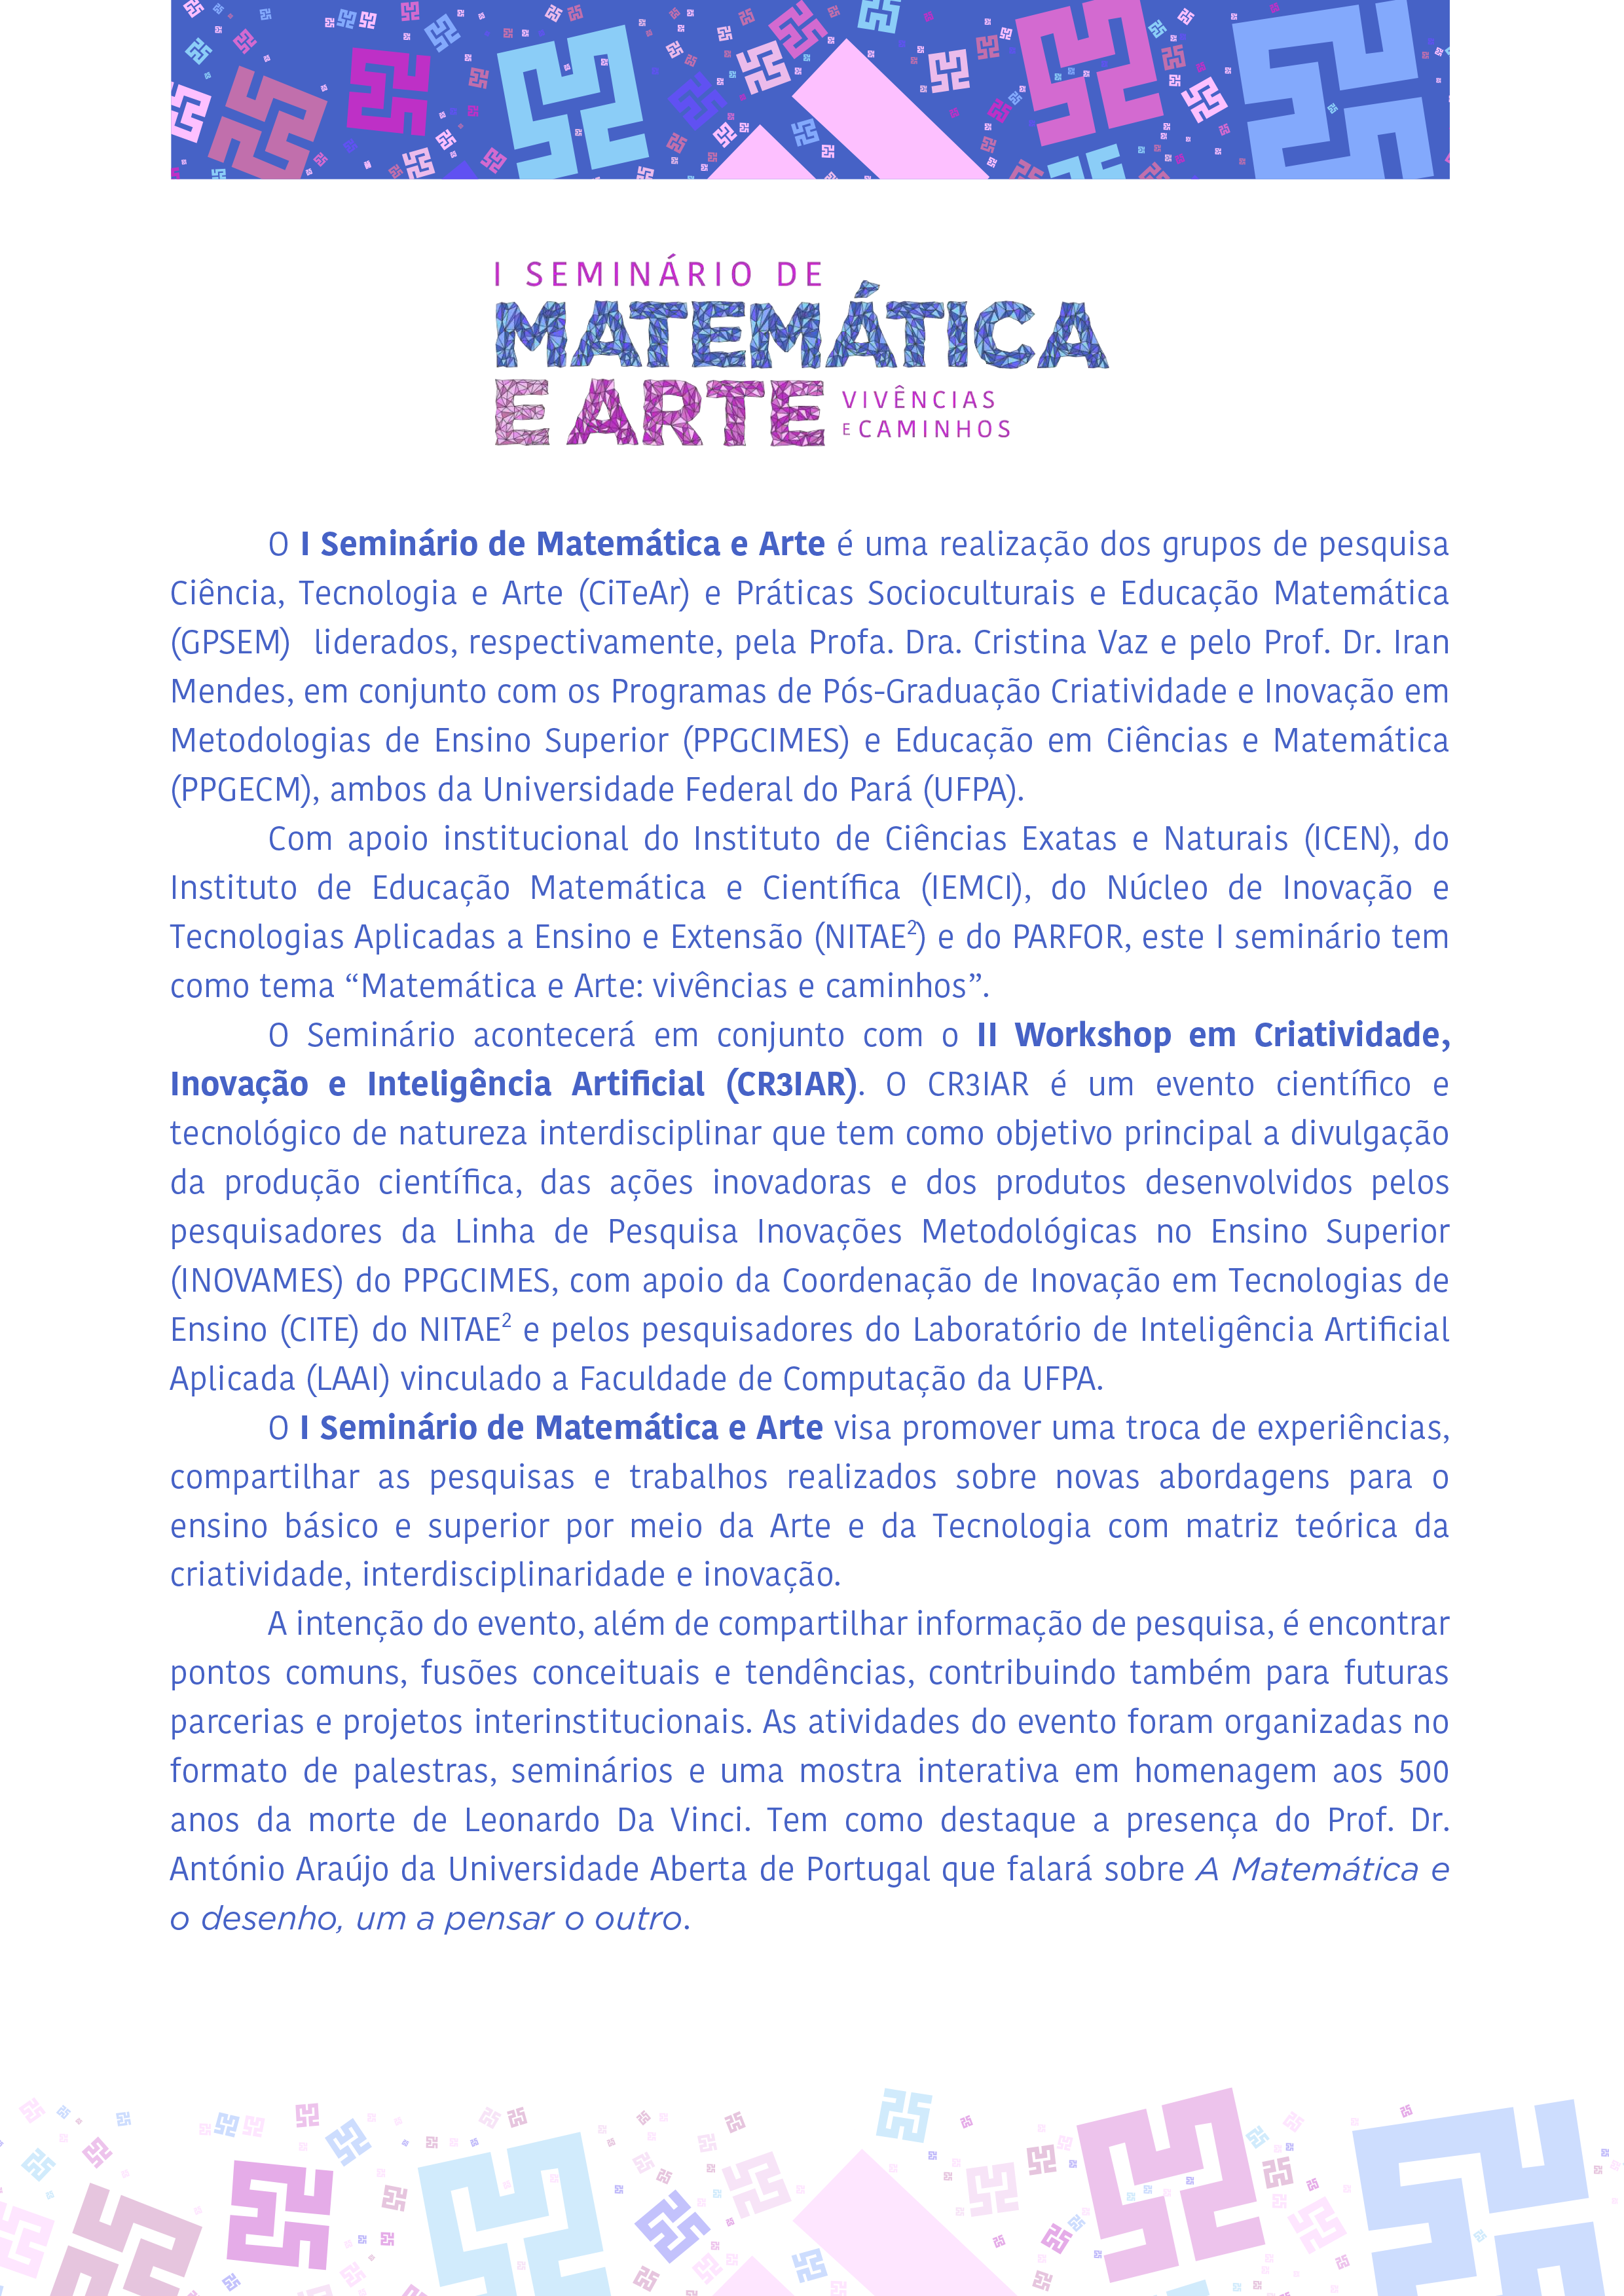 I SEMINÁRIO DE
MATEMÁTICA
E ARTE VIVÊNCIAS
E CAMINHOS
O I Seminário de Matemática e Arte é uma realização dos grupos de pesquisa
Ciência, Tecnologia e Arte (CiTeAr) e Práticas Socioculturais e Educação Matemática
(GPSEM) liderados, respectivamente, pela Profa. Dra. Cristina Vaz e pelo Prof. Dr. Iran
Mendes, em conjunto com os Programas de Pós-Graduação Criatividade e Inovação em
Metodologias de Ensino Superior (PPGCIMES) e Educação em Ciências e Matemática
(PPGECM), ambos da Universidade Federal do Pará (UFPA).
Com apoio institucional do Instituto de Ciências Exatas e Naturais (ICEN), do
Instituto de Educação Matemática e Científica (IEMCI), do Núcleo de Inovação e
Tecnologias Aplicadas a Ensino e Extensão (NITAE²) e do PARFOR, este I seminário tem
como tema “Matemática e Arte: vivências e caminhos”.
O Seminário acontecerá em conjunto com o II Workshop em Criatividade,
Inovação e Inteligência Artificial (CR3IAR). O CR3IAR é um evento científico e
tecnológico de natureza interdisciplinar que tem como objetivo principal a divulgação
da produção científica, das ações inovadoras e dos produtos desenvolvidos pelos
pesquisadores da Linha de Pesquisa Inovações Metodológicas no Ensino Superior
(INOVAMES) do PPGCIMES, com apoio da Coordenação de Inovação em Tecnologias de
Ensino (CITE) do NITAE² e pelos pesquisadores do Laboratório de Inteligência Artificial
Aplicada (LAAI) vinculado a Faculdade de Computação da UFPA.
O I Seminário de Matemática e Arte visa promover uma troca de experiências,
compartilhar as pesquisas e trabalhos realizados sobre novas abordagens para o
ensino básico e superior por meio da Arte e da Tecnologia com matriz teórica da
criatividade, interdisciplinaridade e inovação.
A intenção do evento, além de compartilhar informação de pesquisa, é encontrar
pontos comuns, fusões conceituais e tendências, contribuindo também para futuras
parcerias e projetos interinstitucionais. As atividades do evento foram organizadas no
formato de palestras, seminários e uma mostra interativa em homenagem aos 500
anos da morte de Leonardo Da Vinci. Tem como destaque a presença do Prof. Dr.
António Araújo da Universidade Aberta de Portugal que falará sobre A Matemática e
o desenho, um a pensar o outro.